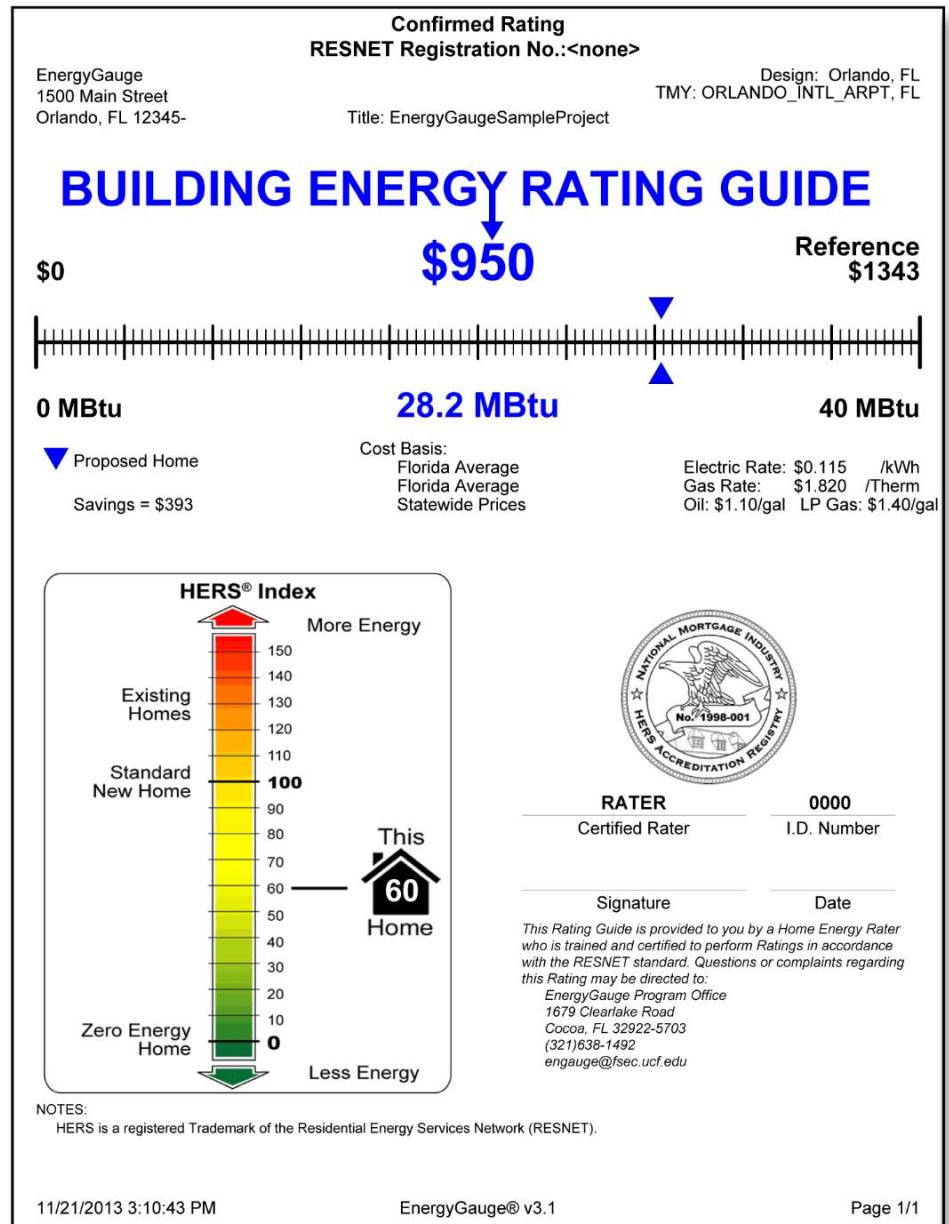 Confirmed Rating
RESNET Registration No.:<none>
EnergyGauge
1500 Main Street
Orlando, FL 12345-
Title: EnergyGaugeSampleProject
Design: Orlando, FL
TMY: ORLANDO_INTL_ARPT, FL
BUILDING ENERGY RATING GUIDE
$0
$950
Reference
$1343
0 MBtu
28.2 MBtu
40 MBtu
Proposed Home
Savings = $393
Cost Basis:
Florida Average
Florida Average
Statewide Prices
Electric Rate: $0.115 /kWh
Gas Rate: $1.820 /Therm
Oil: $1.10/gal LP Gas: $1.40/gal
HERS® Index
More Energy
150
140
Existing
Homes
130
120
110
Standard
New Home
100
90
80
70
60
50
40
30
20
10
Zero Energy
Home
0
Less Energy
This
60
Home
NATIONAL MORTGAGE INDUSTRY
No. 1998-001
HERS ACCREDITATION REGISTRY
RATER 0000
Certified Rater I.D. Number
Signature Date
This Rating Guide is provided to you by a Home Energy Rater
who is trained and certified to perform Ratings in accordance
with the RESNET standard. Questions or complaints regarding
this Rating may be directed to:
EnergyGauge Program Office
1679 Clearlake Road
Cocoa, FL 32922-5703
(321)638-1492
engauge@fsec.ucf.edu
NOTES:
HERS is a registered Trademark of the Residential Energy Services Network (RESNET).
11/21/2013 3:10:43 PM EnergyGauge® v3.1 Page 1/1